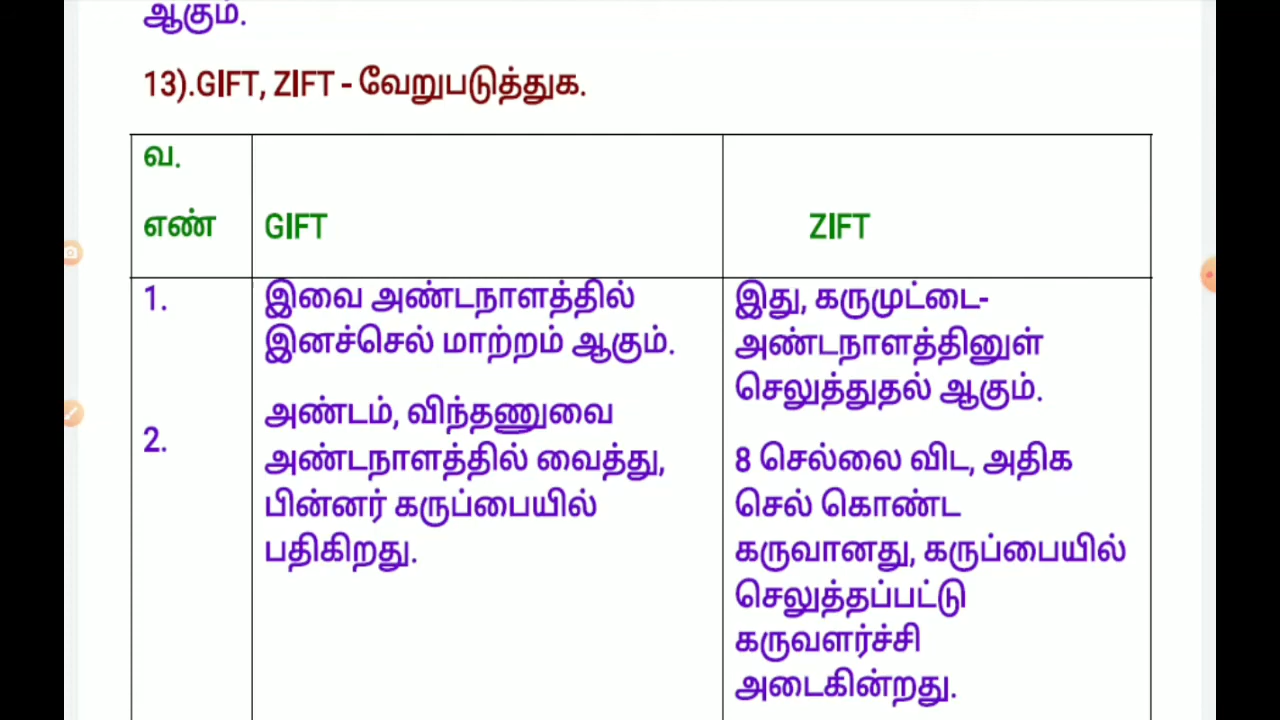 ஆகும்.
13).GIFT, ZIFT - வேறுபடுத்துக.
வ.
எண்
GIFT
ZIFT
1.
இவை அண்டநாளத்தில்
இனச்செல் மாற்றம் ஆகும்.
இது, கருமுட்டை-
அண்டநாளத்தினுள்
செலுத்துதல் ஆகும்.
2.
அண்டம், விந்தணுவை
அண்டநாளத்தில் வைத்து,
பின்னர் கருப்பையில்
பதிகிறது.
8 செல்லை விட, அதிக
செல் கொண்ட
கருவானது, கருப்பையில்
செலுத்தப்பட்டு
கருவளர்ச்சி
அடைகின்றது.